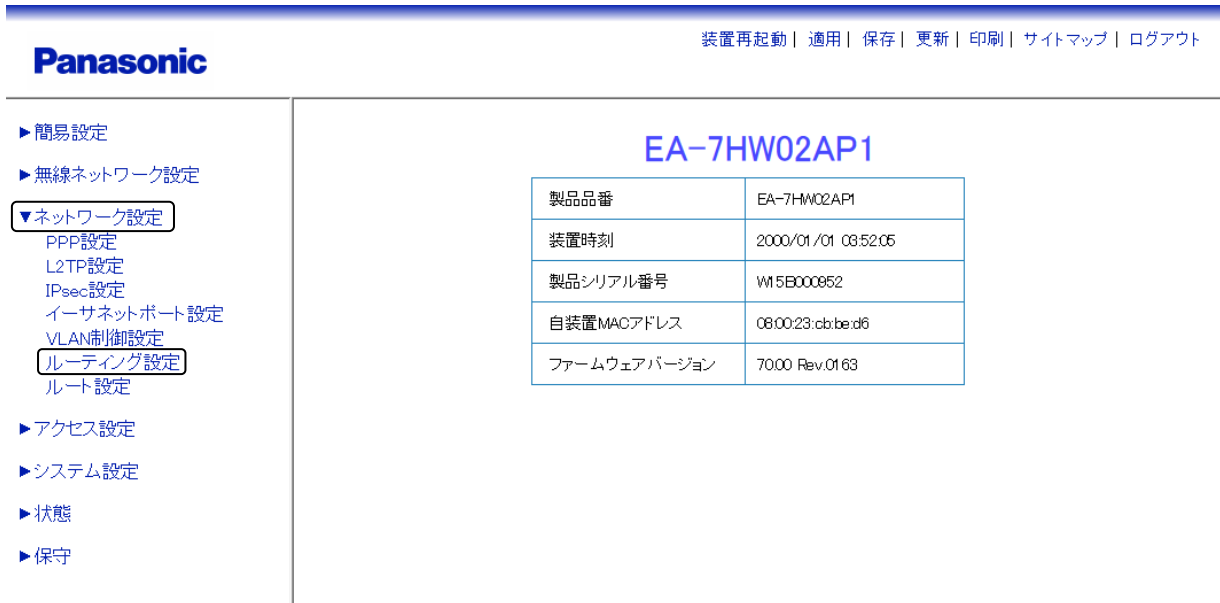 Panasonic
装置再起動| 適用| 保存| 更新| 印刷| サイトマップ| ログアウト
▶簡易設定
▶無線ネットワーク設定
▼ネットワーク設定
PPP設定
L2TP設定
IPsec設定
イーサネットポート設定
VLAN制御設定
ルーティング設定
ルート設定
▶アクセス設定
▶システム設定
▶状態
▶保守
EA-7HW02AP1
製品品番 EA-7HW02AP1
装置時刻 2000/01/01 03:52:05
製品シリアル番号 W15B000952
自装置MACアドレス 08:00:23:cb:be:d6
ファームウェアバージョン 70.00 Rev.0163